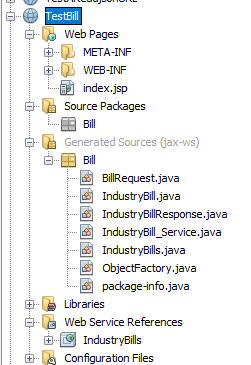 TestBill
Web Pages
META-INF
WEB-INF
index.jsp
Source Packages
Bill
Generated Sources (jax-ws)
Bill
BillRequest.java
IndustryBill.java
IndustryBillResponse.java
IndustryBill_Service.java
IndustryBills.java
ObjectFactory.java
package-info.java
Libraries
Web Service References
IndustryBills
Configuration Files